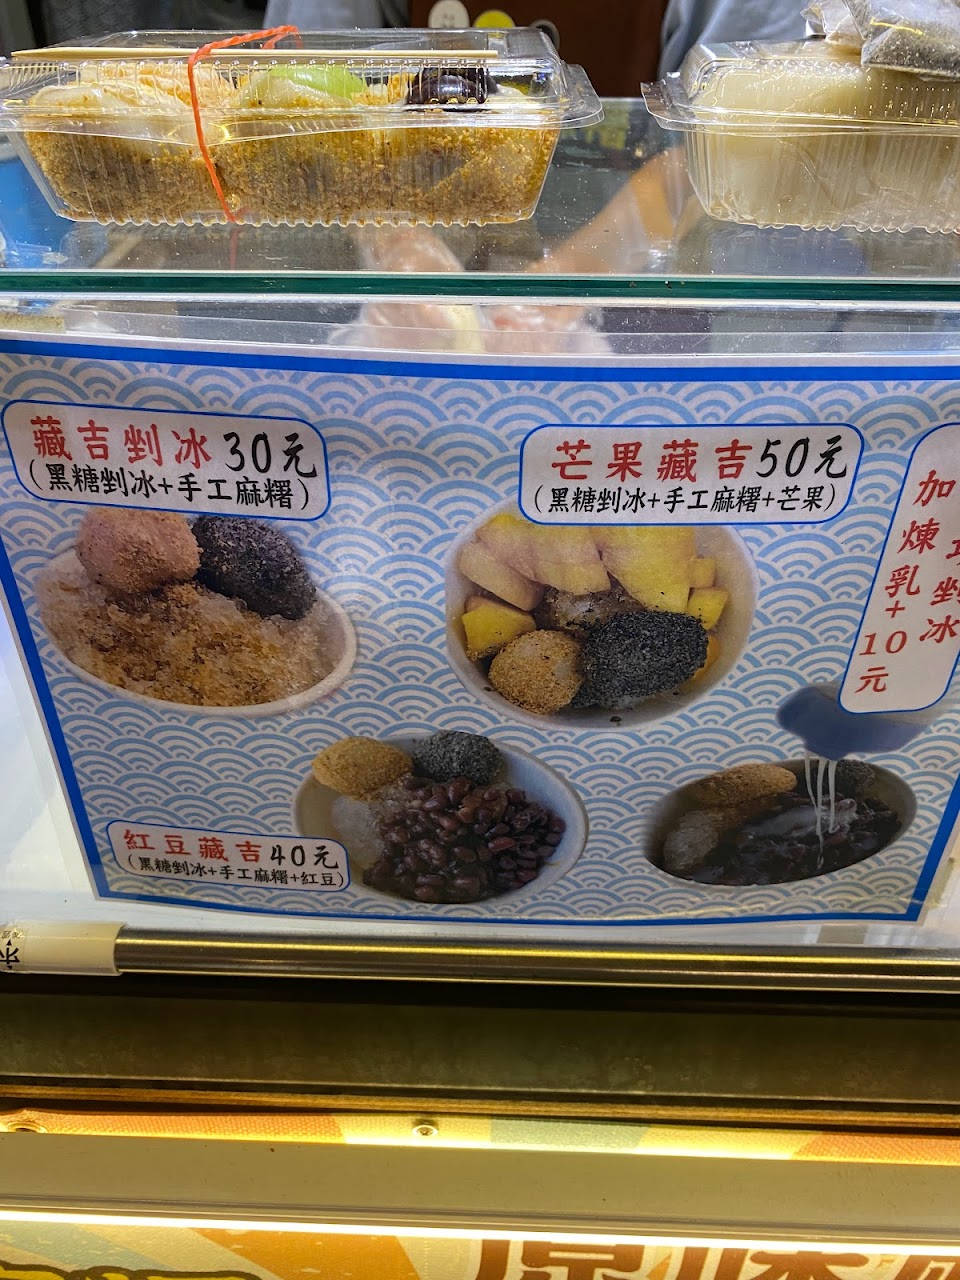 藏吉剉冰30元
(黑糖剉冰+手工麻糬)
芒果藏吉50元
(黑糖剉冰+手工麻糬+芒果)
紅豆藏吉40元
(黑糖剉冰+手工麻糬+紅豆)
剉冰
加煉乳+10元